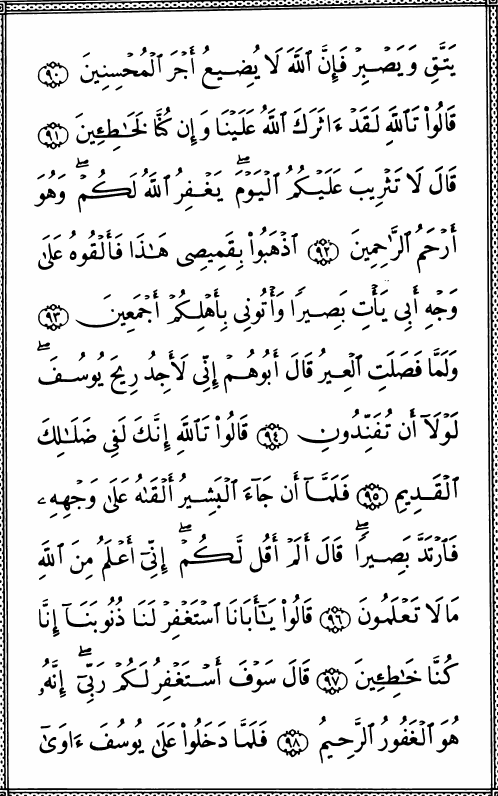 يَتَّقِ وَيَصْبِرْ فَإِنَّ ٱللَّهَ لَا يُضِيعُ أَجْرَ ٱلْمُحْسِنِينَ ٩٠
قَالُوا۟ تَٱللَّهِ لَقَدْ ءَاثَرَكَ ٱللَّهُ عَلَيْنَا وَإِن كُنَّا لَخَـٰطِـِٔينَ ٩١
قَالَ لَا تَثْرِيبَ عَلَيْكُمُ ٱلْيَوْمَ ۖ يَغْفِرُ ٱللَّهُ لَكُمْ ۖ وَهُوَ
أَرْحَمُ ٱلرَّٰحِمِينَ ٩٢ ٱذْهَبُوا۟ بِقَمِيصِى هَـٰذَا فَأَلْقُوهُ عَلَىٰ
وَجْهِ أَبِى يَأْتِ بَصِيرًا وَأْتُونِى بِأَهْلِكُمْ أَجْمَعِينَ ٩٣
وَلَمَّا فَصَلَتِ ٱلْعِيرُ قَالَ أَبُوهُمْ إِنِّى لَأَجِدُ رِيحَ يُوسُفَ ۖ
لَوْلَآ أَن تُفَنِّدُونِ ٩٤ قَالُوا۟ تَٱللَّهِ إِنَّكَ لَفِى ضَلَـٰلِكَ
ٱلْقَدِيمِ ٩٥ فَلَمَّآ أَن جَآءَ ٱلْبَشِيرُ أَلْقَىٰهُ عَلَىٰ وَجْهِهِۦ
فَٱرْتَدَّ بَصِيرًا ۖ قَالَ أَلَمْ أَقُل لَّكُمْ ۖ إِنِّىٓ أَعْلَمُ مِنَ ٱللَّهِ
مَا لَا تَعْلَمُونَ ٩٦ قَالُوا۟ يَـٰٓأَبَانَا ٱسْتَغْفِرْ لَنَا ذُنُوبَنَآ إِنَّا
كُنَّا خَـٰطِـِٔينَ ٩٧ قَالَ سَوْفَ أَسْتَغْفِرُ لَكُمْ رَبِّىٓ ۖ إِنَّهُۥ
هُوَ ٱلْغَفُورُ ٱلرَّحِيمُ ٩٨ فَلَمَّا دَخَلُوا۟ عَلَىٰ يُوسُفَ ءَاوَىٰٓ